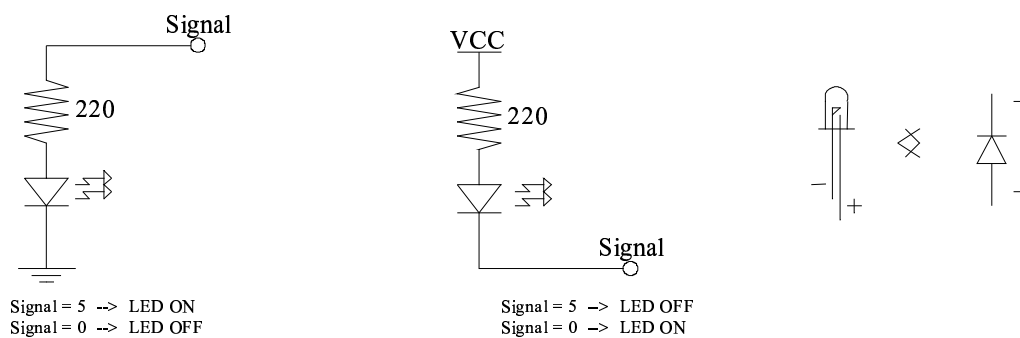 Signal
220
Signal = 5 --> LED ON
Signal = 0 --> LED OFF
VCC
220
Signal
Signal = 5 –> LED OFF
Signal = 0 –> LED ON
– +